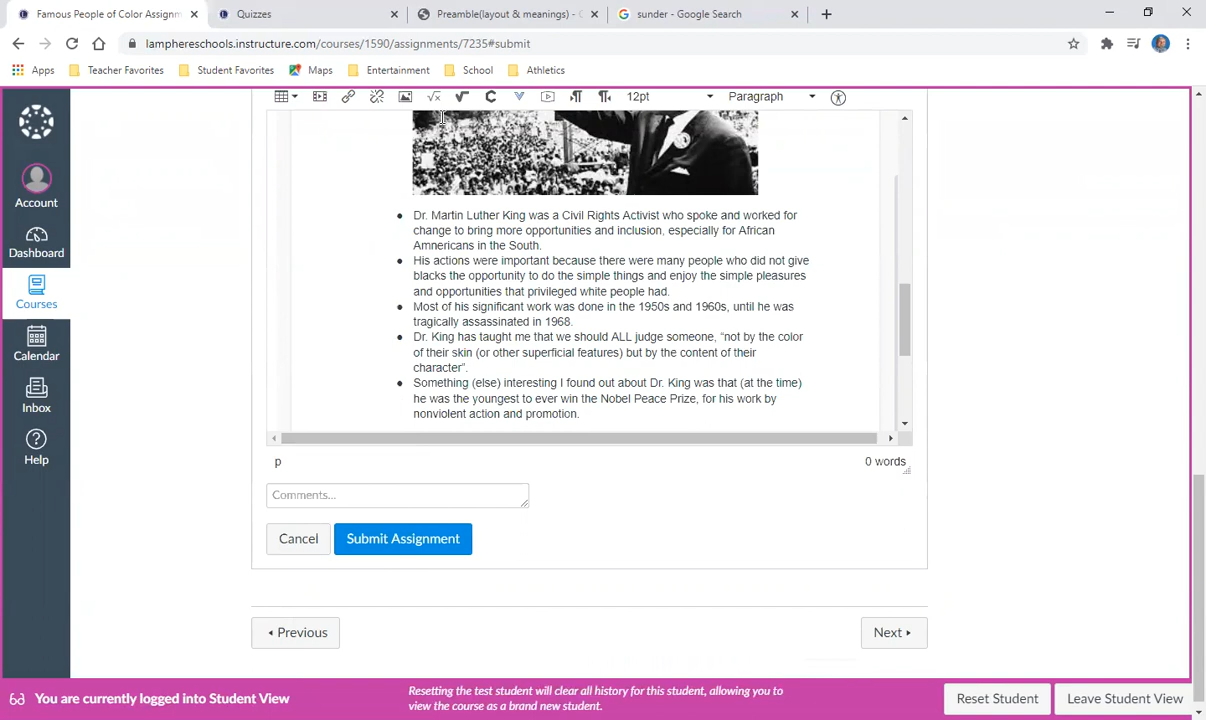 Famous People of Color Assignm
Quizzes
Preamble(layout & meanings) -
sunder - Google Search
lamphereschools.instructure.com/courses/1590/assignments/7235#submit
Apps
Teacher Favorites
Student Favorites
Maps
Entertainment
School
Athletics
12pt
Paragraph
Account
Dashboard
Courses
Calendar
Inbox
Help
Dr. Martin Luther King was a Civil Rights Activist who spoke and worked for
change to bring more opportunities and inclusion, especially for African
Amnericans in the South.
His actions were important because there were many people who did not give
blacks the opportunity to do the simple things and enjoy the simple pleasures
and opportunities that privileged white people had.
Most of his significant work was done in the 1950s and 1960s, until he was
tragically assassinated in 1968.
Dr. King has taught me that we should ALL judge someone, “not by the color
of their skin (or other superficial features) but by the content of their
character”.
Something (else) interesting I found out about Dr. King was that (at the time)
he was the youngest to ever win the Nobel Peace Prize, for his work by
nonviolent action and promotion.
p
0 words
Comments...
Cancel
Submit Assignment
Previous
Next
You are currently logged into Student View
Resetting the test student will clear all history for this student, allowing you to
view the course as a brand new student.
Reset Student
Leave Student View